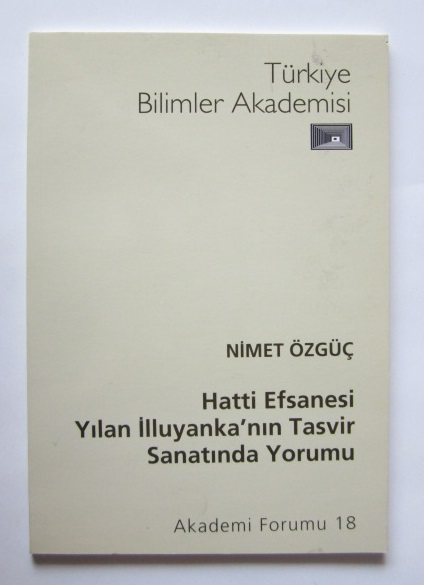 Türkiye
Bilimler Akademisi
NİMET ÖZGÜÇ
Hatti Efsanesi
Yılan İlluyanka'nın Tasvir
Sanatında Yorumu
Akademi Forumu 18